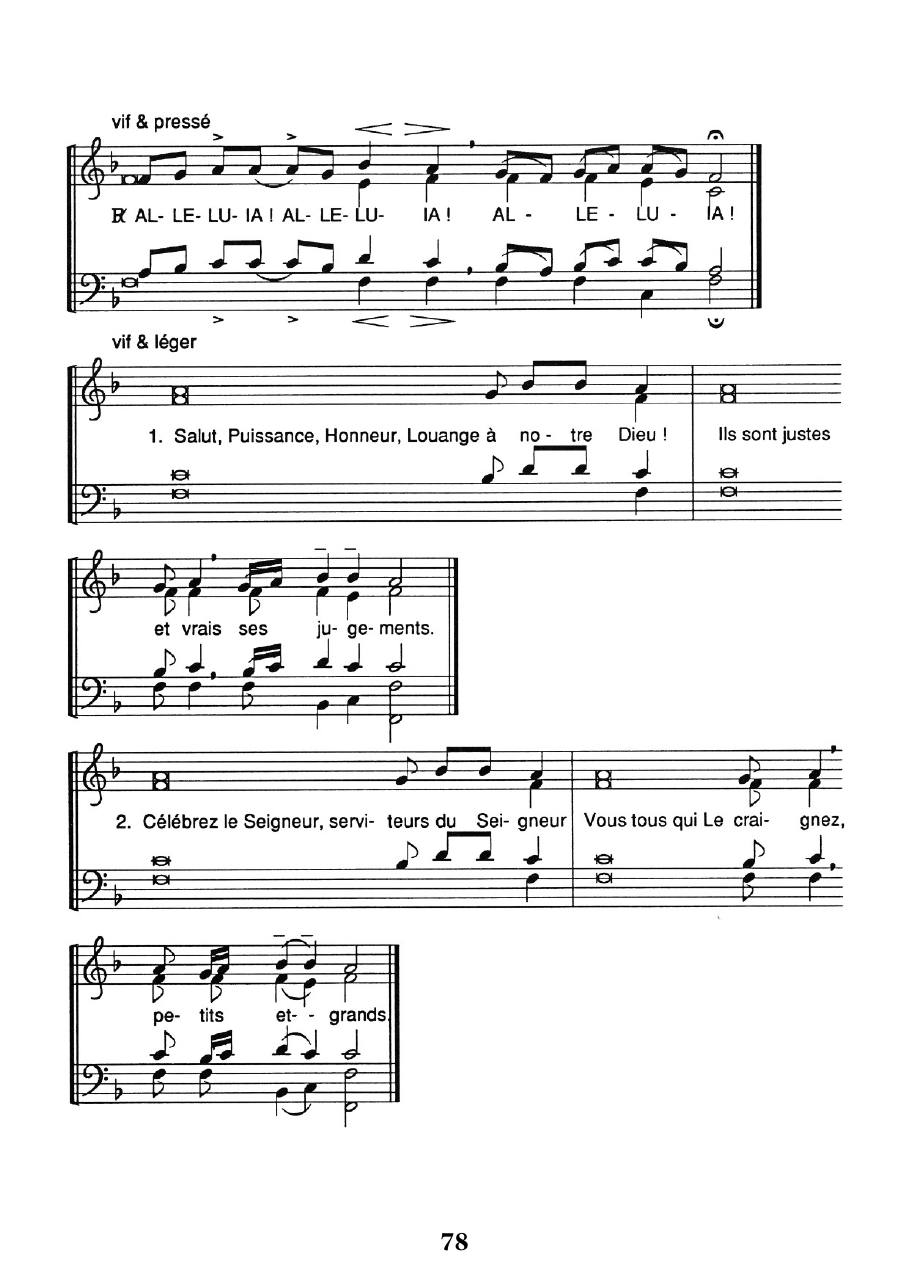 vif & pressé
℟ AL- LE- LU- IA ! AL- LE- LU- IA ! AL - LE - LU - IA !
vif & léger
1. Salut, Puissance, Honneur, Louange à no- tre Dieu ! Ils sont justes
et vrais ses ju- ge- ments.
2. Célébrez le Seigneur, servi- teurs du Sei- gneur Vous tous qui Le crai- gnez,
pe- tits et- - grands.
78